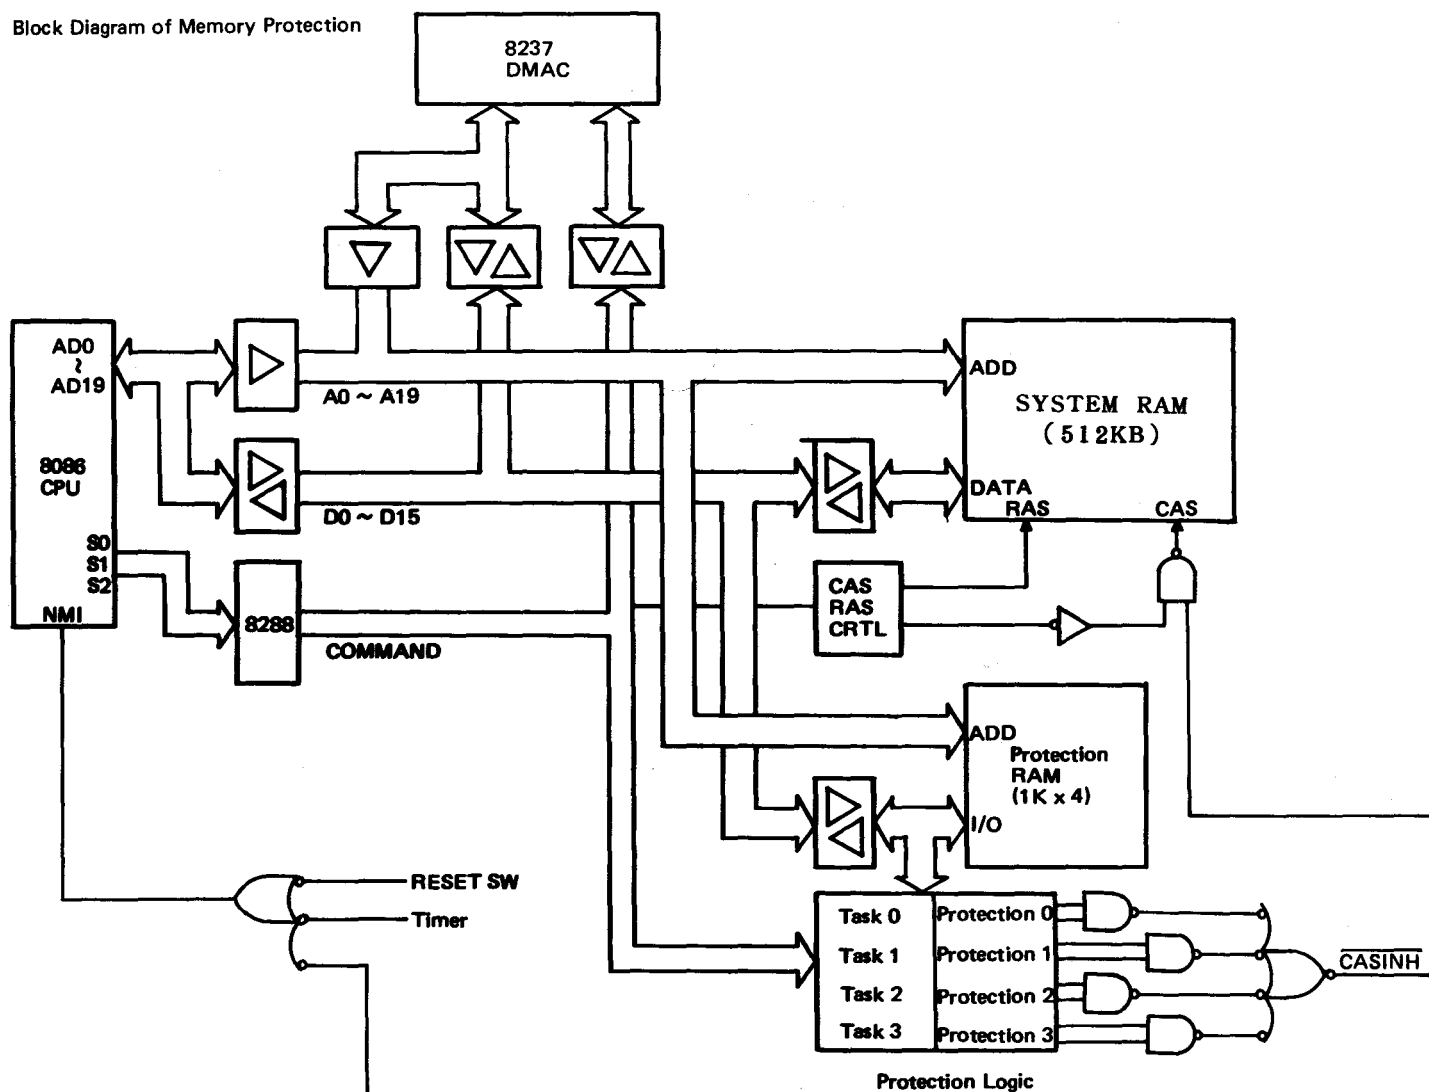 Block Diagram of Memory Protection
8237
DMAC
AD0
~
AD19
8086
CPU
S0
S1
S2
NMI
A0 ~ A19
D0 ~ D15
8288
COMMAND
ADD
SYSTEM RAM
(512KB)
DATA
RAS
CAS
CAS
RAS
CRTL
ADD
Protection
RAM
(1K x 4)
I/O
RESET SW
Timer
Task 0
Protection 0
Task 1
Protection 1
Task 2
Protection 2
Task 3
Protection 3
CASINH
Protection Logic